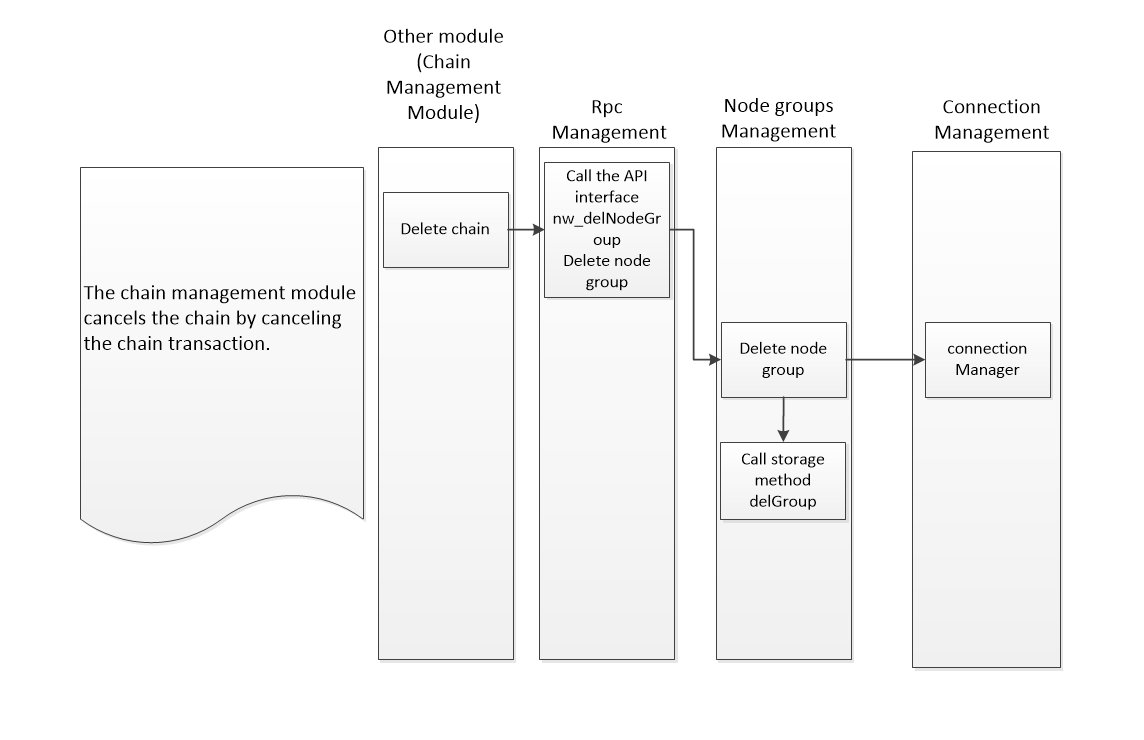 Other module
(Chain
Management
Module)
Rpc
Management
Node groups
Management
Connection
Management
The chain management module
cancels the chain by canceling
the chain transaction.
Delete chain
Call the API
interface
nw_delNodeGr
oup
Delete node
group
Delete node
group
Call storage
method
delGroup
connection
Manager